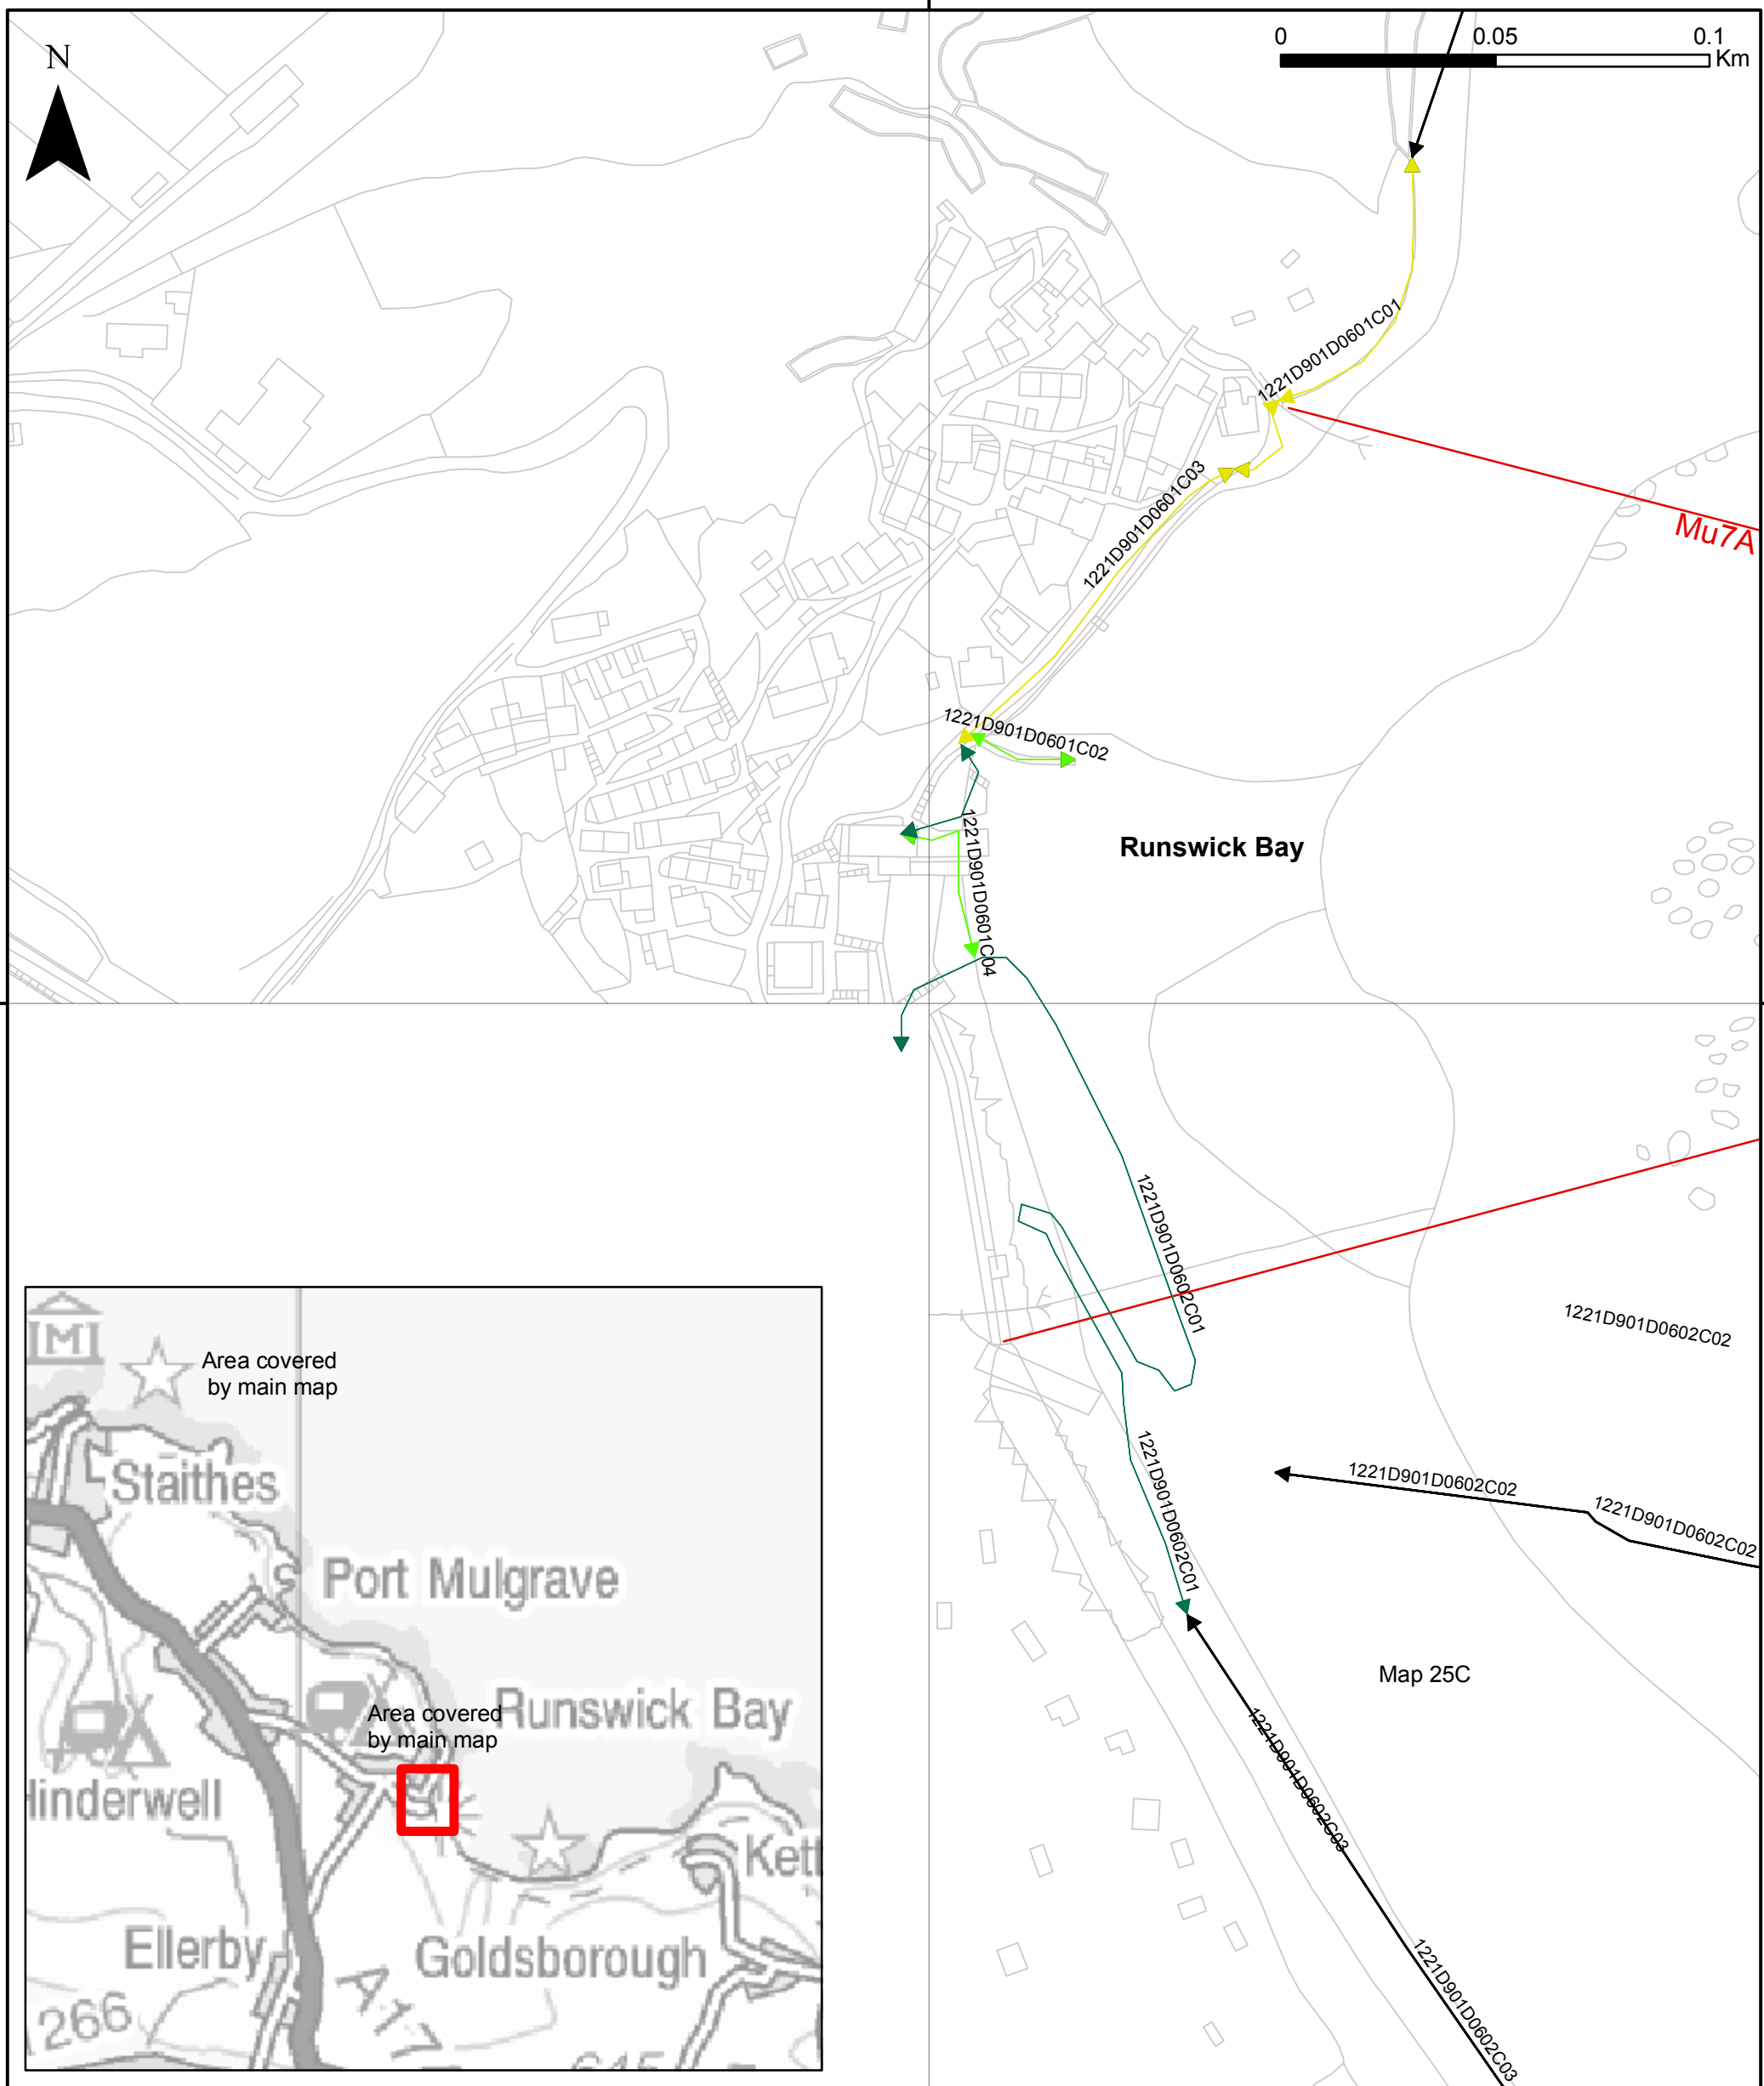 N
0 0.05 0.1
Km
1221D901D0601C01
Mu7A
1221D901D0601C03
1221D901D0601C02
Runswick Bay
1221D901D0601C04
1221D901D0602C01
1221D901D0602C02
1221D901D0602C02
1221D901D0602C02
1221D901D0602C01
Map 25C
1221D901D0602C03
1221D901D0602C03
M
Area covered
by main map
Staithes
Port Mulgrave
Area covered
by main map
Runswick Bay
Hinderwell
Kett
Ellerby
Goldsborough
266
A17
645